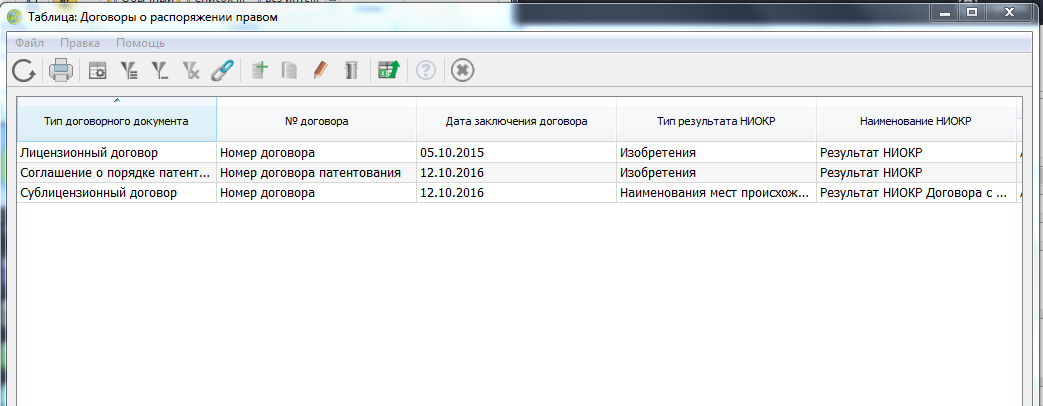 Таблица: Договоры о распоряжении правом
Файл Правка Помощь
Тип договорного документа № договора Дата заключения договора Тип результата НИОКР Наименование НИОКР
Лицензионный договор Номер договора 05.10.2015 Изобретения Результат НИОКР
Соглашение о порядке патент... Номер договора патентования 12.10.2016 Изобретения Результат НИОКР
Сублицензионный договор Номер договора 12.10.2016 Наименования мест происхож... Результат НИОКР Договора с ...